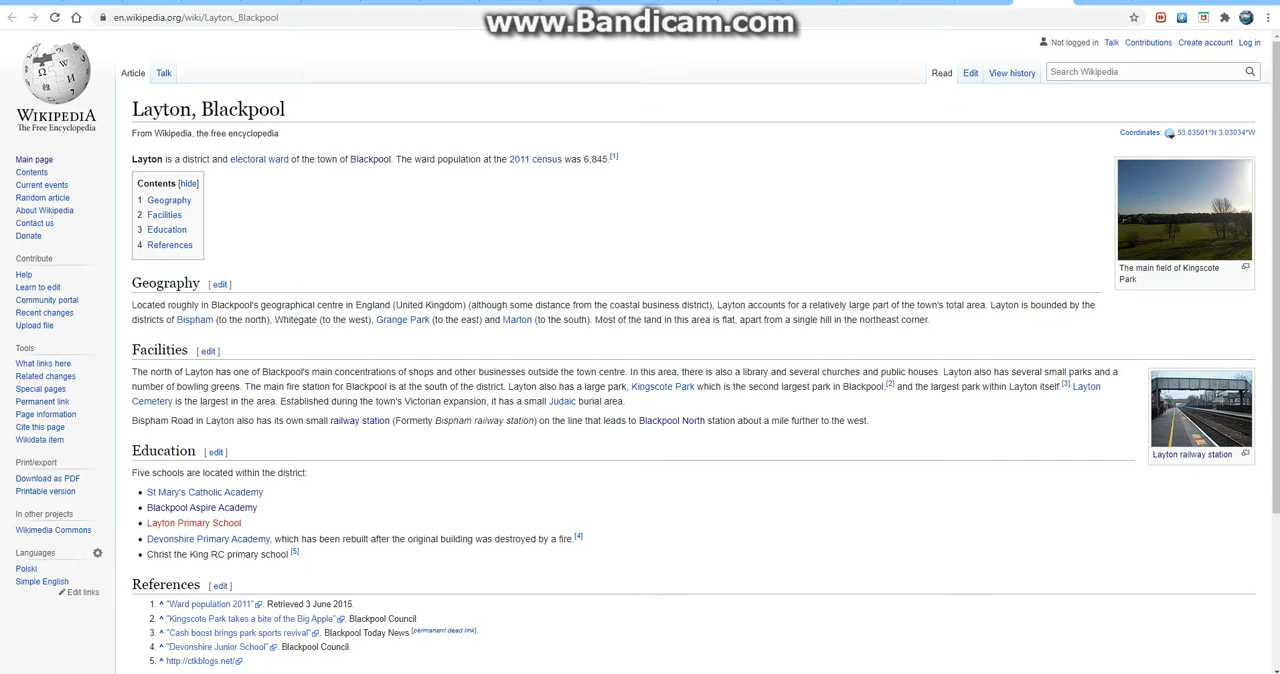 en.wikipedia.org/wiki/Layton,_Blackpool
www.Bandicam.com
Not logged in Talk Contributions Create account Log in
Article Talk Read Edit View history Search Wikipedia
WIKIPEDIA
The Free Encyclopedia
Main page
Contents
Current events
Random article
About Wikipedia
Contact us
Donate
Contribute
Help
Learn to edit
Community portal
Recent changes
Upload file
Tools
What links here
Related changes
Special pages
Permanent link
Page information
Cite this page
Wikidata item
Print/export
Download as PDF
Printable version
In other projects
Wikimedia Commons
Languages
Polski
Simple English
Edit links
Layton, Blackpool
From Wikipedia, the free encyclopedia
Coordinates: 53.83501°N 3.03034°W
Layton is a district and electoral ward of the town of Blackpool. The ward population at the 2011 census was 6,845.[1]
Contents [hide]
1 Geography
2 Facilities
3 Education
4 References
The main field of Kingscote
Park
Geography [ edit ]
Located roughly in Blackpool's geographical centre in England (United Kingdom) (although some distance from the coastal business district), Layton accounts for a relatively large part of the town's total area. Layton is bounded by the
districts of Bispham (to the north), Whitegate (to the west), Grange Park (to the east) and Marton (to the south). Most of the land in this area is flat, apart from a single hill in the northeast corner.
Facilities [ edit ]
The north of Layton has one of Blackpool's main concentrations of shops and other businesses outside the town centre. In this area, there is also a library and several churches and public houses. Layton also has several small parks and a
number of bowling greens. The main fire station for Blackpool is at the south of the district. Layton also has a large park, Kingscote Park which is the second largest park in Blackpool,[2] and the largest park within Layton itself.[3] Layton
Cemetery is the largest in the area. Established during the town's Victorian expansion, it has a small Judaic burial area.
Bispham Road in Layton also has its own small railway station (Formerly Bispham railway station) on the line that leads to Blackpool North station about a mile further to the west.
Layton railway station
Education [ edit ]
Five schools are located within the district:
• St Mary's Catholic Academy
• Blackpool Aspire Academy
• Layton Primary School
• Devonshire Primary Academy, which has been rebuilt after the original building was destroyed by a fire.[4]
• Christ the King RC primary school [5]
References [ edit ]
1. ^ "Ward population 2011". Retrieved 3 June 2015.
2. ^ "Kingscote Park takes a bite of the Big Apple". Blackpool Council.
3. ^ "Cash boost brings park sports revival". Blackpool Today News.[permanent dead link]
4. ^ "Devonshire Junior School". Blackpool Council.
5. ^ http://ctkblogs.net/